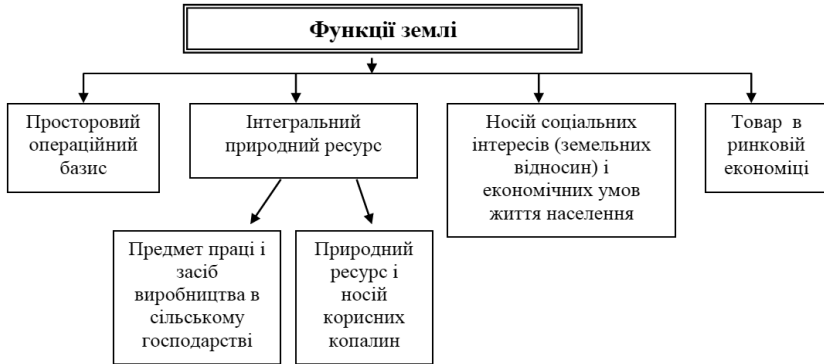 Функції землі
Просторовий
операційний
базис
Інтегральний
природний ресурс
Носій соціальних
інтересів (земельних
відносин) і
економічних умов
життя населення
Товар в
ринковій
економіці
Предмет праці і
засіб
виробництва в
сільському
господарстві
Природний
ресурс і
носій
корисних
копалин